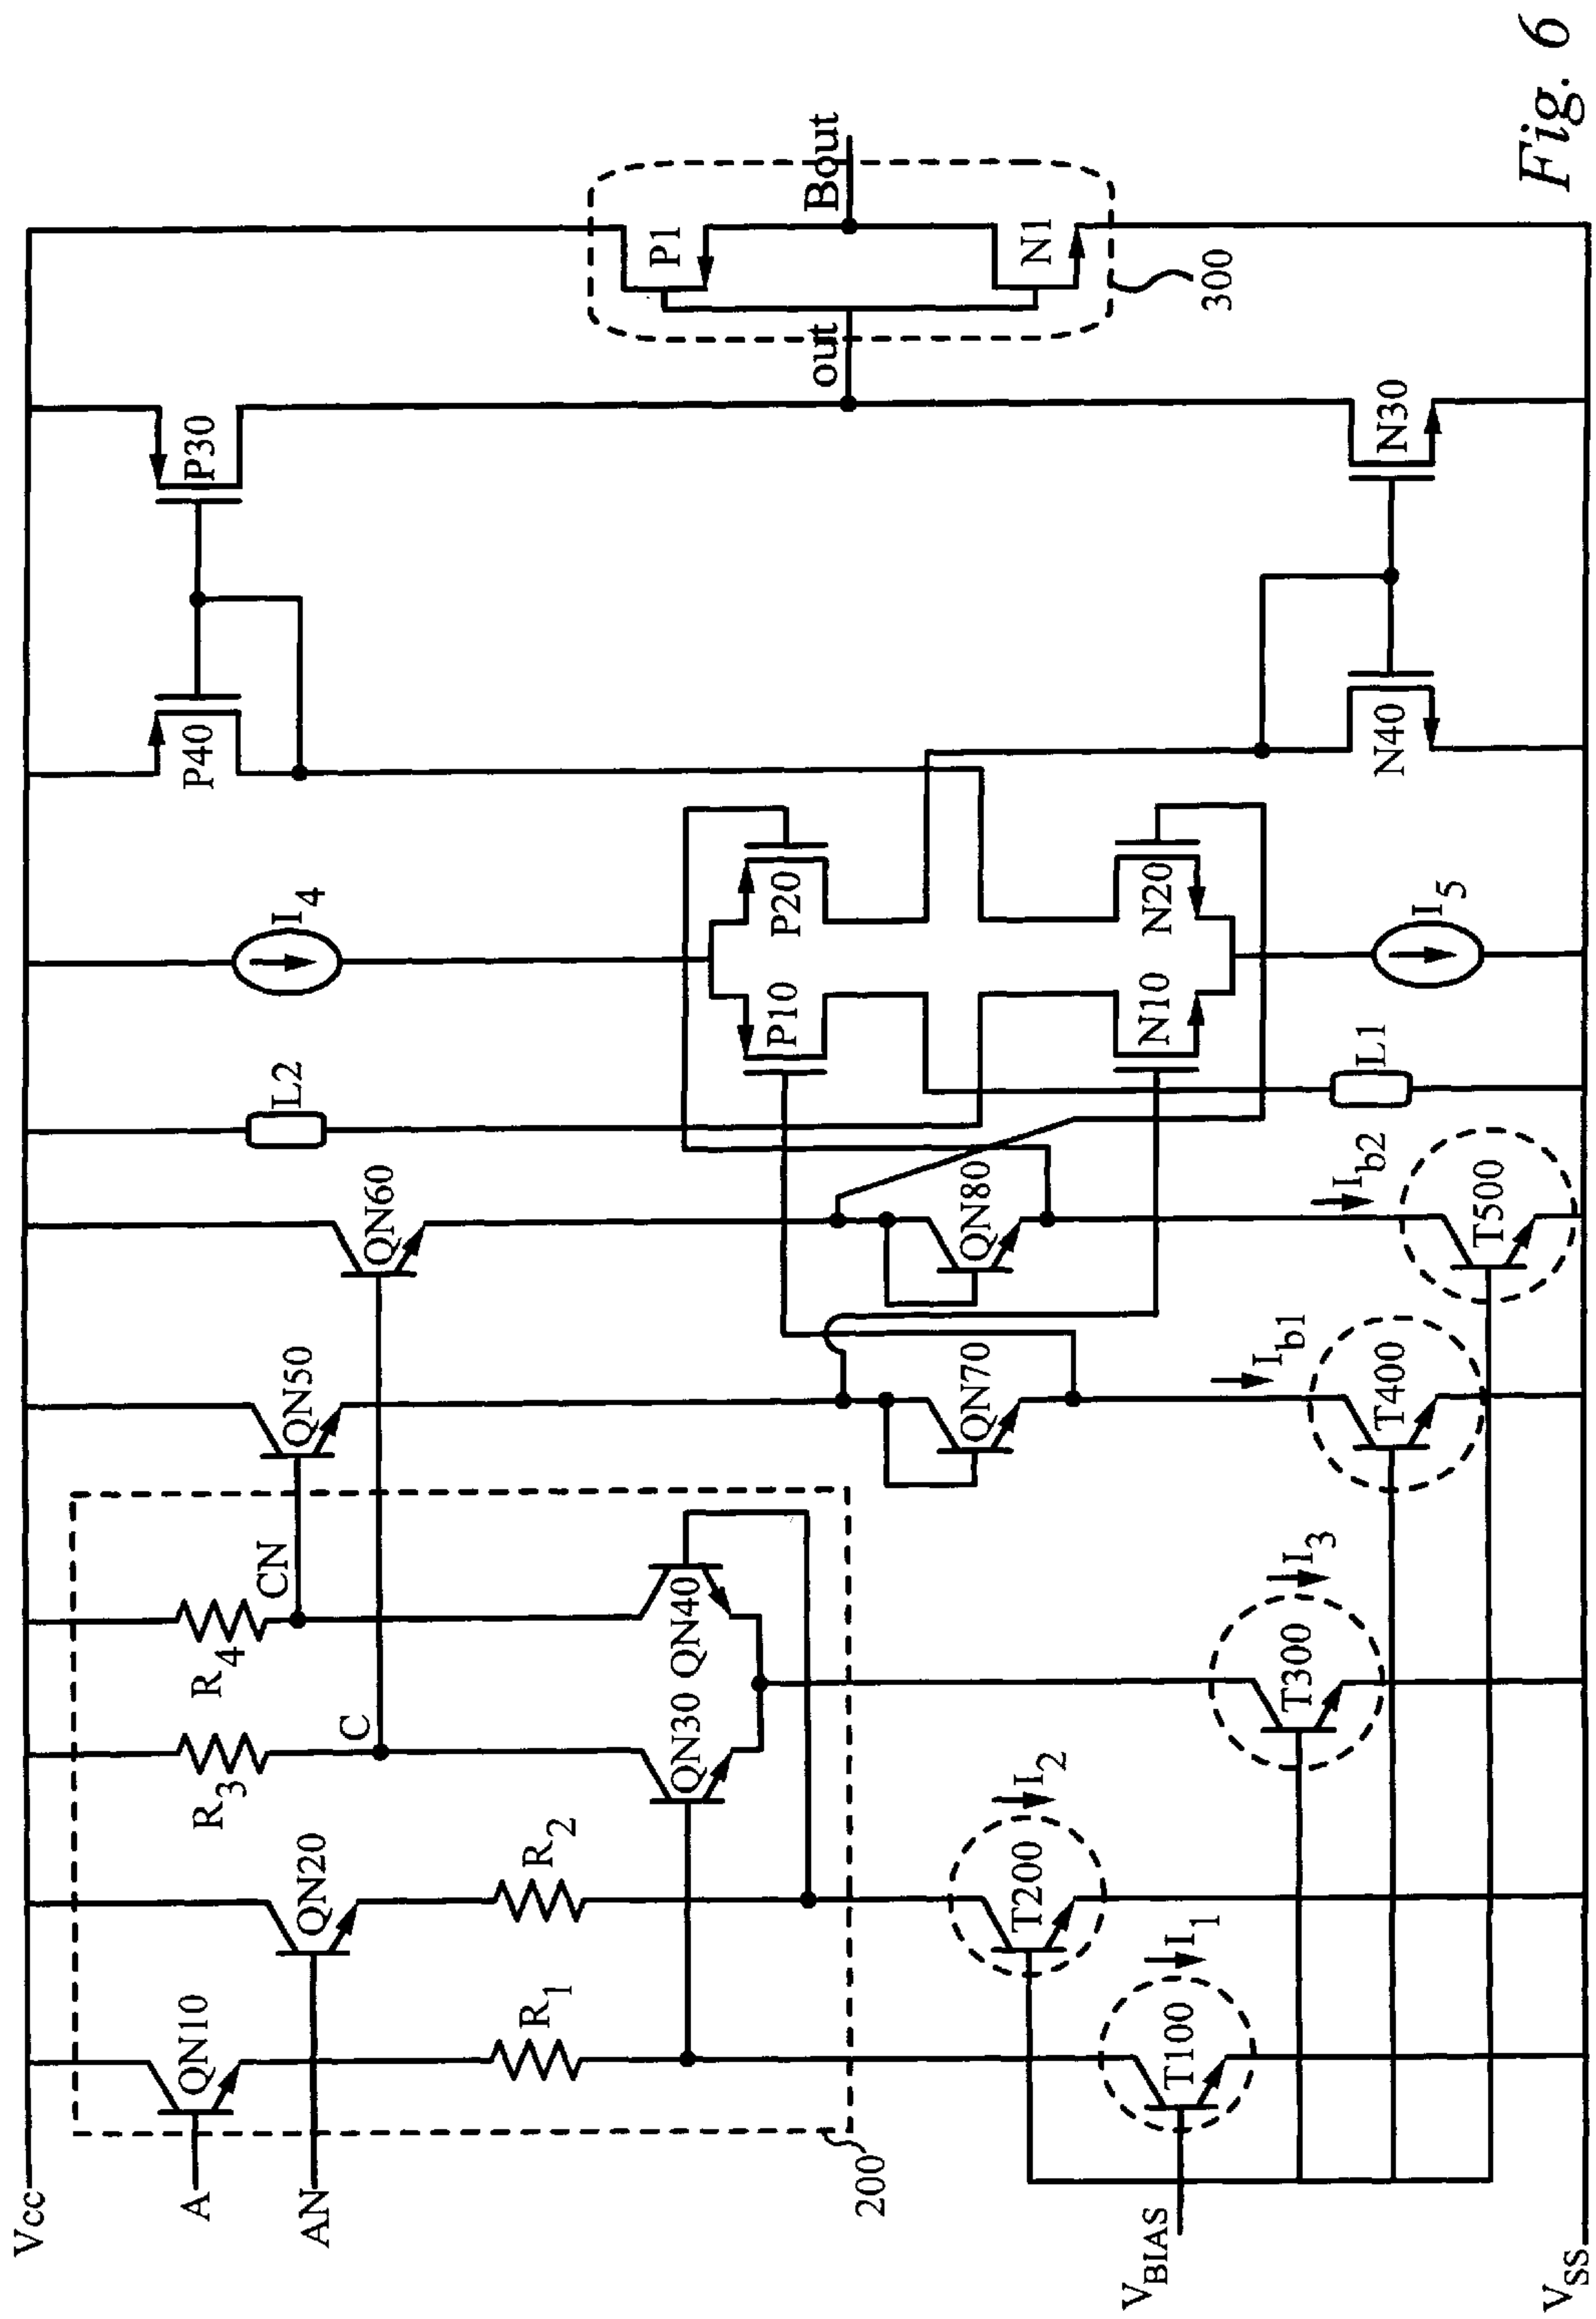 Vcc
A
AN
QN10
QN20
R1
R2
R3
R4
C
CN
QN30
QN40
200
QN50
QN60
QN70
QN80
VBIAS
T100
I1
T200
I2
T300
I3
T400
Ib1
T500
Ib2
L2
L1
I4
I5
P10
P20
N10
N20
P40
P30
N40
N30
out
P1
N1
Bout
300
VSS
Fig. 6